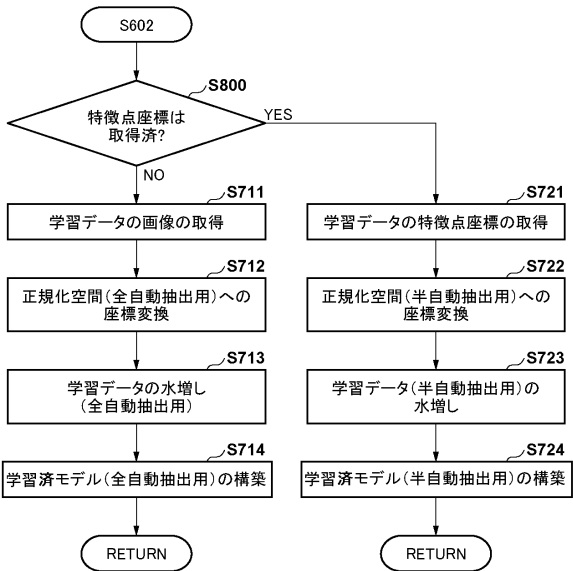 S602
S800
特徴点座標は
取得済?
YES
NO
S711
学習データの画像の取得
S712
正規化空間(全自動抽出用)への
座標変換
S713
学習データの水増し
(全自動抽出用)
S714
学習済モデル(全自動抽出用)の構築
RETURN
S721
学習データの特徴点座標の取得
S722
正規化空間(半自動抽出用)への
座標変換
S723
学習データ(半自動抽出用)の
水増し
S724
学習済モデル(半自動抽出用)の構築
RETURN